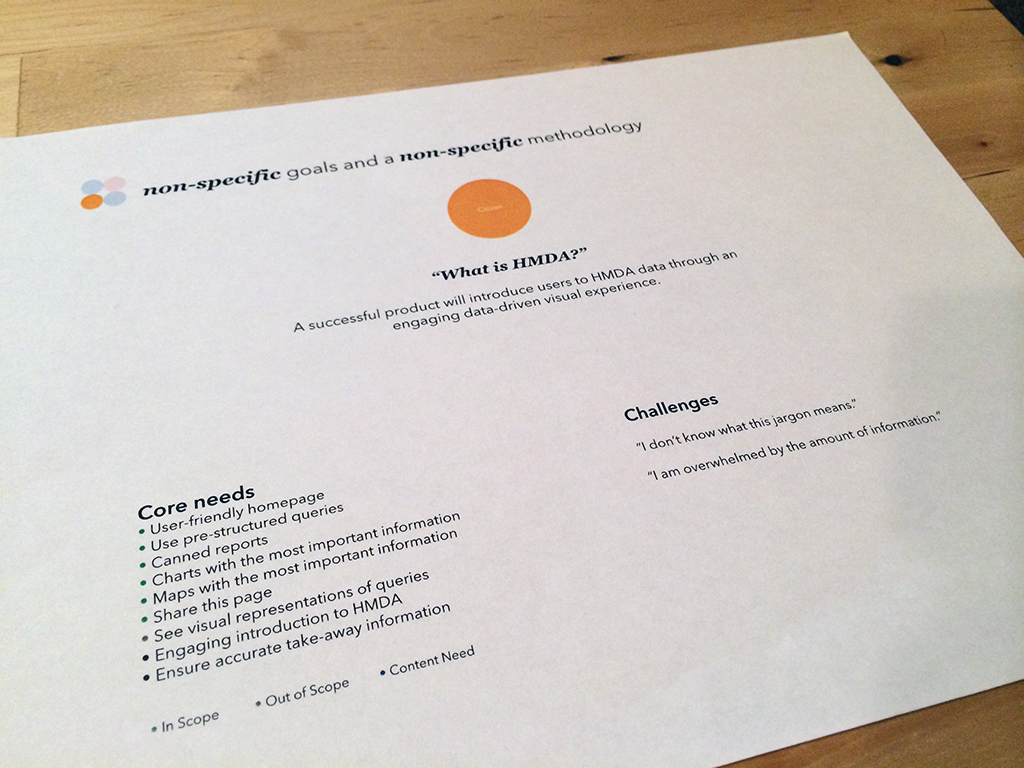 non-specific goals and a non-specific methodology
“What is HMDA?”
A successful product will introduce users to HMDA data through an
engaging data-driven visual experience.
Challenges
“I don’t know what this jargon means.”
“I am overwhelmed by the amount of information.”
Core needs
• User-friendly homepage
• Use pre-structured queries
• Canned reports
• Charts with the most important information
• Maps with the most important information
• Share this page
• See visual representations of queries
• Engaging introduction to HMDA
• Ensure accurate take-away information
• In Scope
• Out of Scope
• Content Need